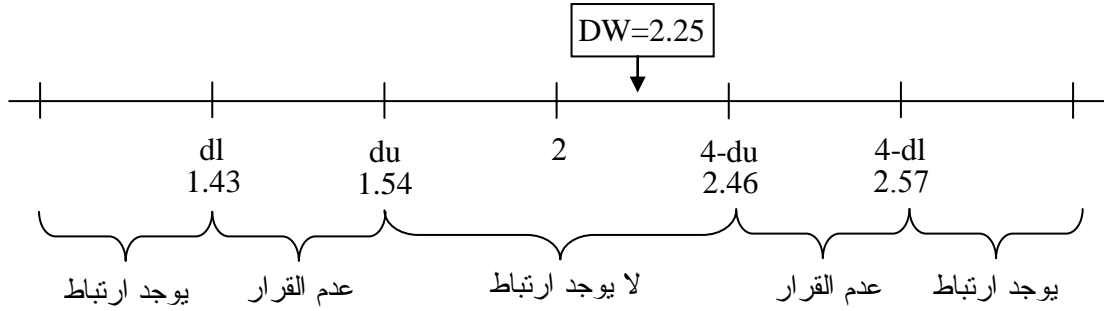 DW=2.25
dl du 2 4-du 4-dl
1.43 1.54 2.46 2.57
يوجد ارتباط عدم القرار لا يوجد ارتباط عدم القرار يوجد ارتباط